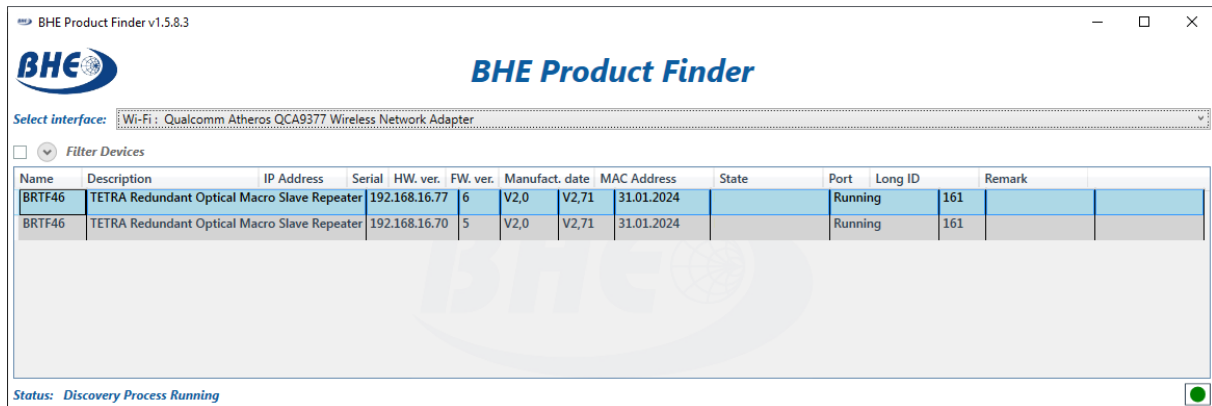 BHE Product Finder v1.5.8.3
BHE
BHE Product Finder
Select interface: Wi-Fi : Qualcomm Atheros QCA9377 Wireless Network Adapter
Filter Devices
Name Description IP Address Serial HW. ver. FW. ver. Manufact. date MAC Address State Port Long ID Remark
BRTF46 TETRA Redundant Optical Macro Slave Repeater 192.168.16.77 6 V2,0 V2,71 31.01.2024 Running 161
BRTF46 TETRA Redundant Optical Macro Slave Repeater 192.168.16.70 5 V2,0 V2,71 31.01.2024 Running 161
BHE
Status: Discovery Process Running